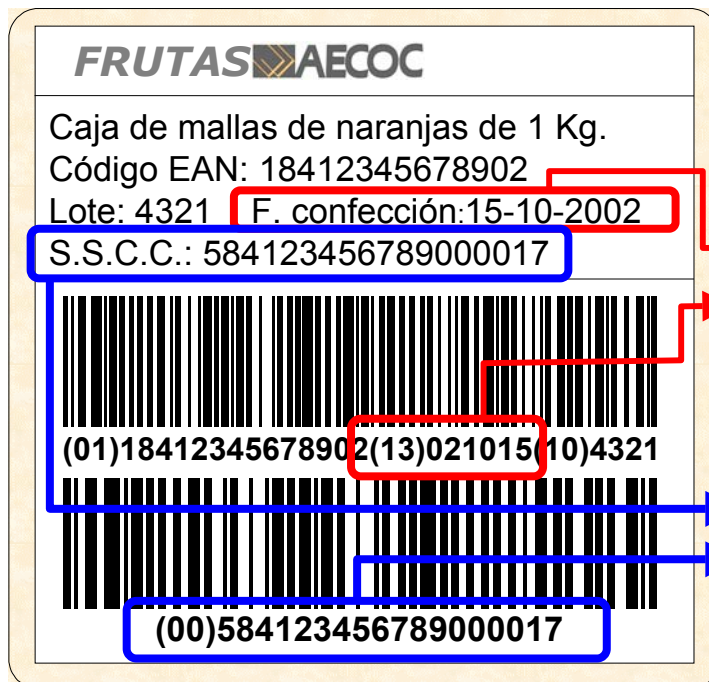 FRUTAS AECOC
Caja de mallas de naranjas de 1 Kg.
Código EAN: 18412345678902
Lote: 4321 F. confección:15-10-2002
S.S.C.C.: 584123456789000017
(01)18412345678902(13)021015(10)4321
(00)584123456789000017